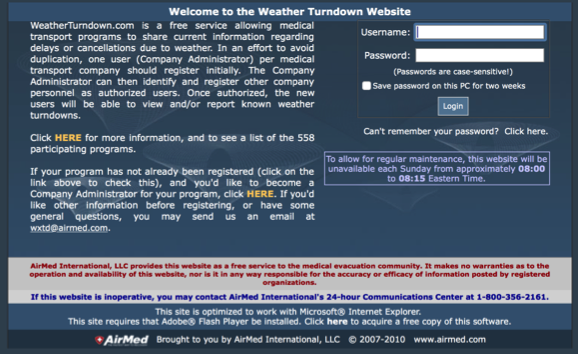 Welcome to the Weather Turndown Website
WeatherTurndown.com is a free service allowing medical
transport programs to share current information regarding
delays or cancellations due to weather. In an effort to avoid
duplication, one user (Company Administrator) per medical
transport company should register initially. The Company
Administrator can then identify and register other company
personnel as authorized users. Once authorized, the new
users will be able to view and/or report known weather
turndowns.
Click HERE for more information, and to see a list of the 558
participating programs.
If your program has not already been registered (click on the
link above to check this), and you'd like to become a
Company Administrator for your program, click HERE. If you'd
like other information before registering, or have some
general questions, you may send us an email at
wxtd@airmed.com.
Username:
Password:
(Passwords are case-sensitive!)
Save password on this PC for two weeks
Login
Can't remember your password? Click here.
To allow for regular maintenance, this website will be
unavailable each Sunday from approximately 08:00
to 08:15 Eastern Time.
AirMed International, LLC provides this website as a free service to the medical evacuation community. It makes no warranties as to the
operation and availability of this website, nor is it in any way responsible for the accuracy or efficacy of information posted by registered
organizations.
If this website is inoperative, you may contact AirMed International's 24-hour Communications Center at 1-800-356-2161.
This site is optimized to work with Microsoft® Internet Explorer.
This site requires that Adobe® Flash Player be installed. Click here to acquire a free copy of this software.
AirMed Brought to you by AirMed International, LLC © 2007-2010 www.airmed.com